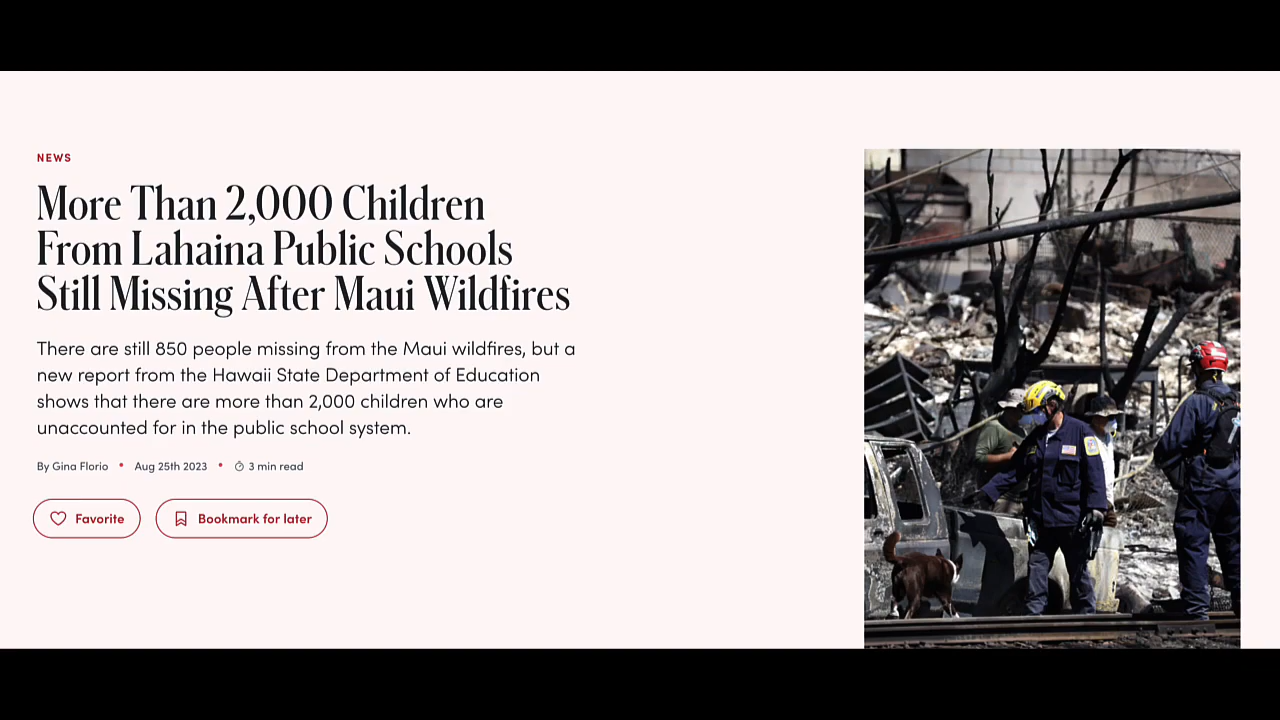 NEWS
More Than 2,000 Children
From Lahaina Public Schools
Still Missing After Maui Wildfires
There are still 850 people missing from the Maui wildfires, but a
new report from the Hawaii State Department of Education
shows that there are more than 2,000 children who are
unaccounted for in the public school system.
By Gina Florio • Aug 25th 2023 • 3 min read
Favorite Bookmark for later